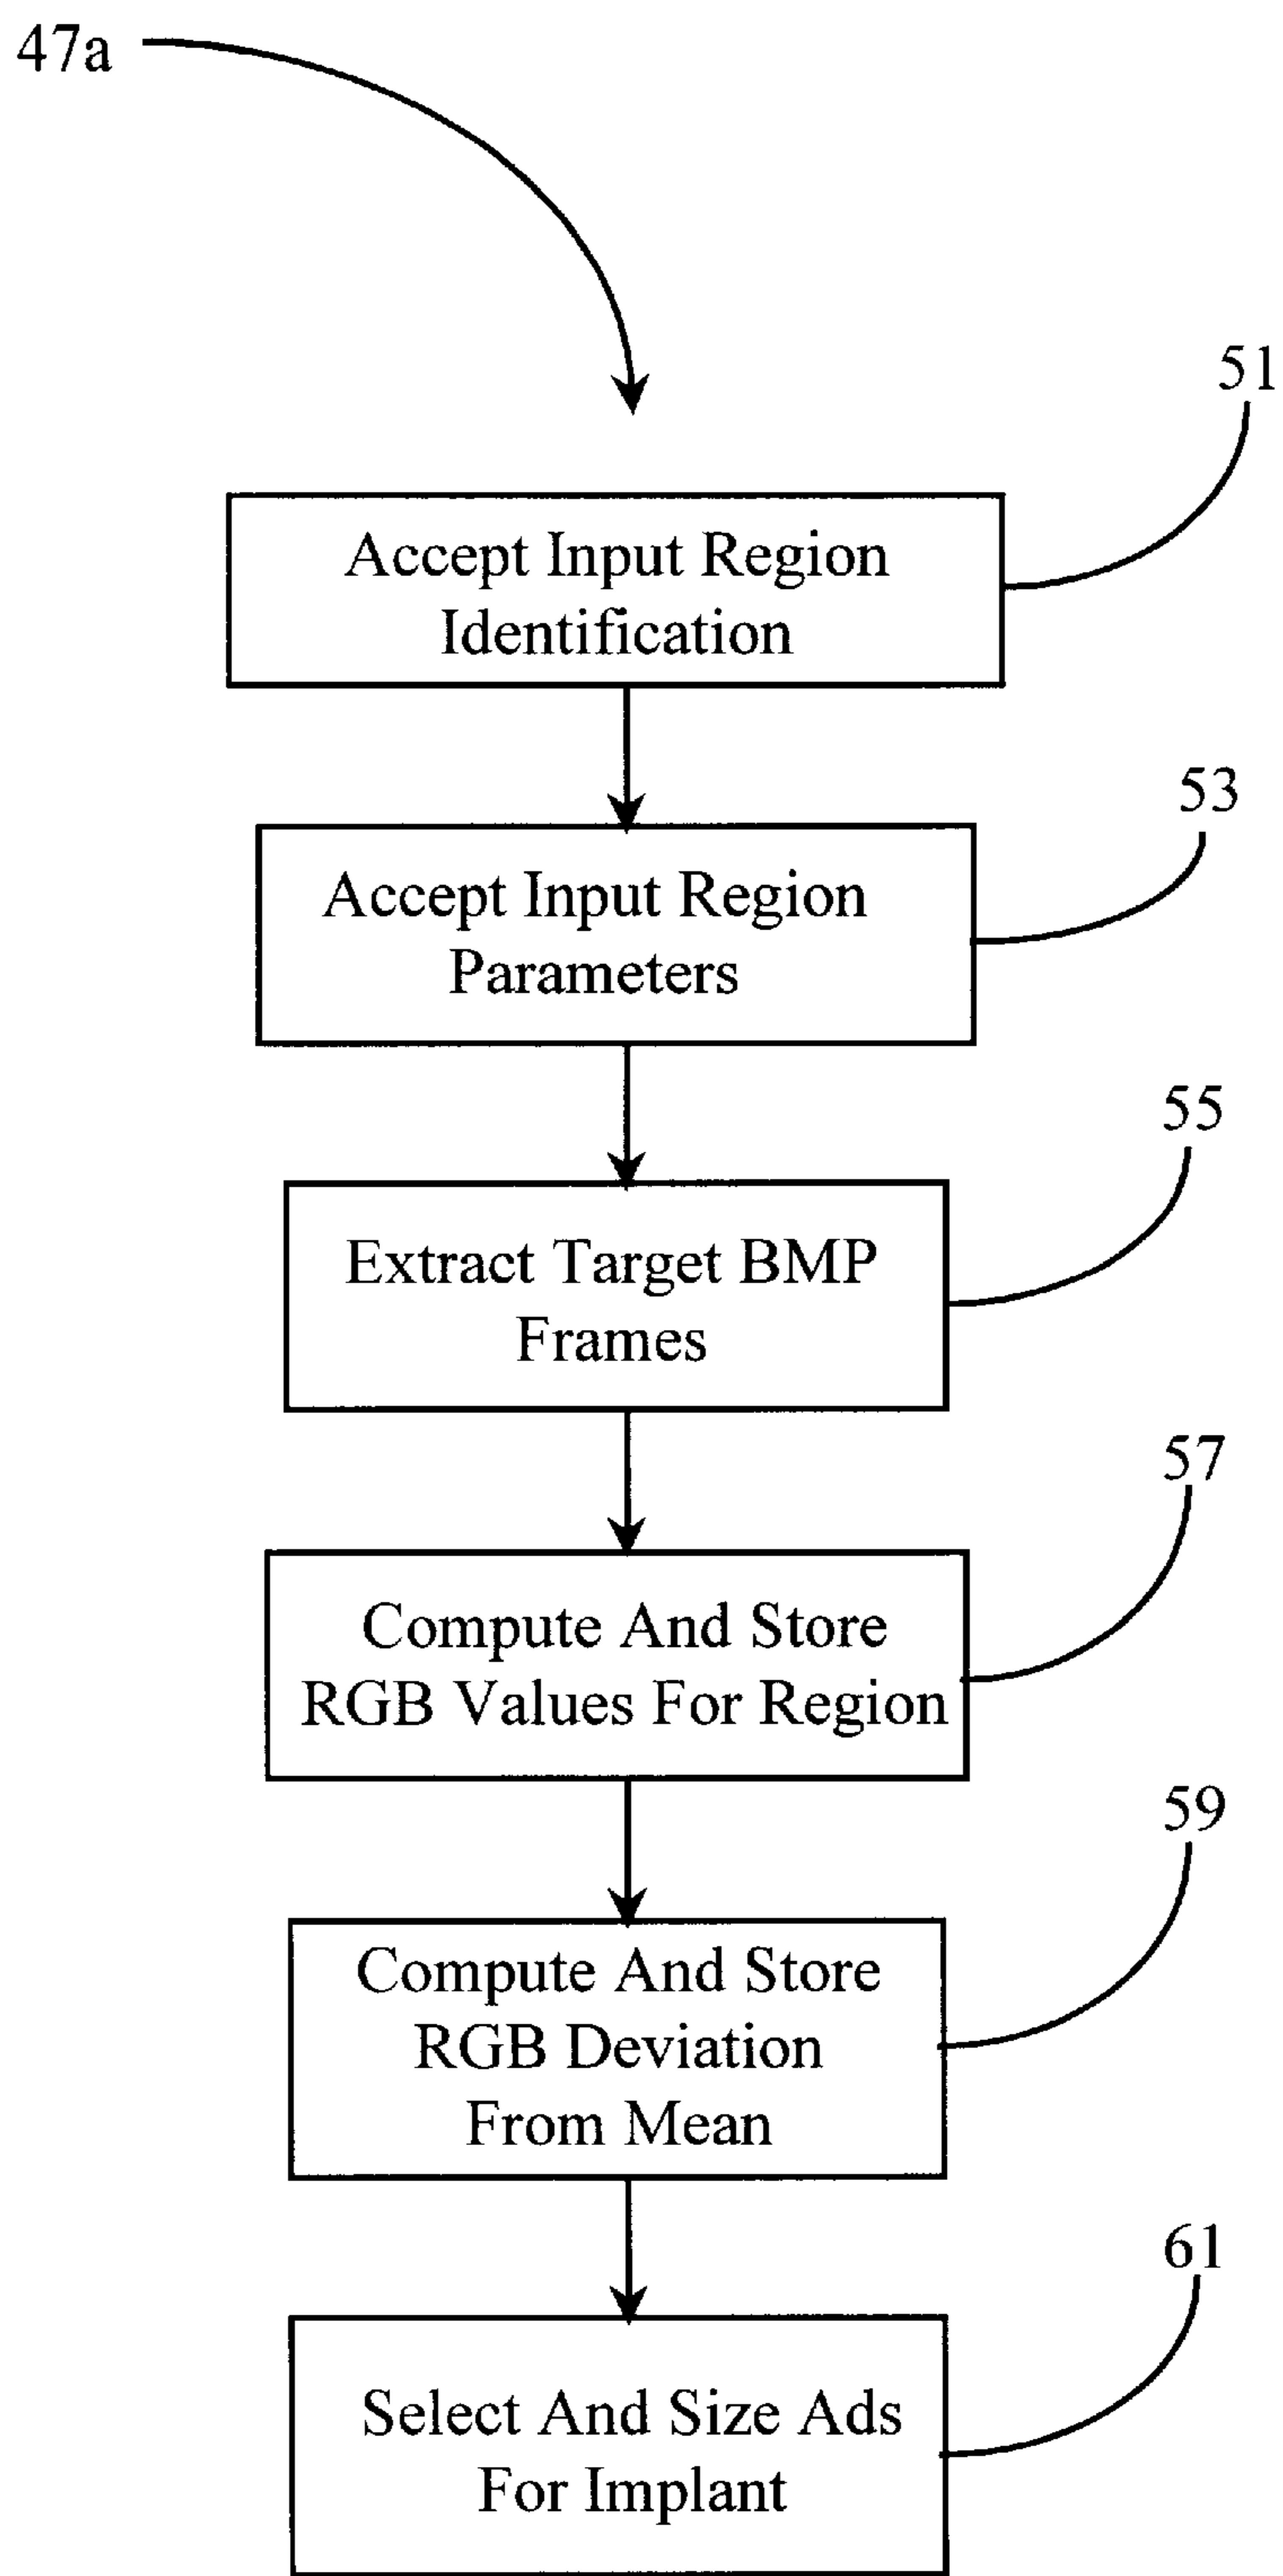 47a
51
Accept Input Region
Identification
53
Accept Input Region
Parameters
55
Extract Target BMP
Frames
57
Compute And Store
RGB Values For Region
59
Compute And Store
RGB Deviation
From Mean
61
Select And Size Ads
For Implant